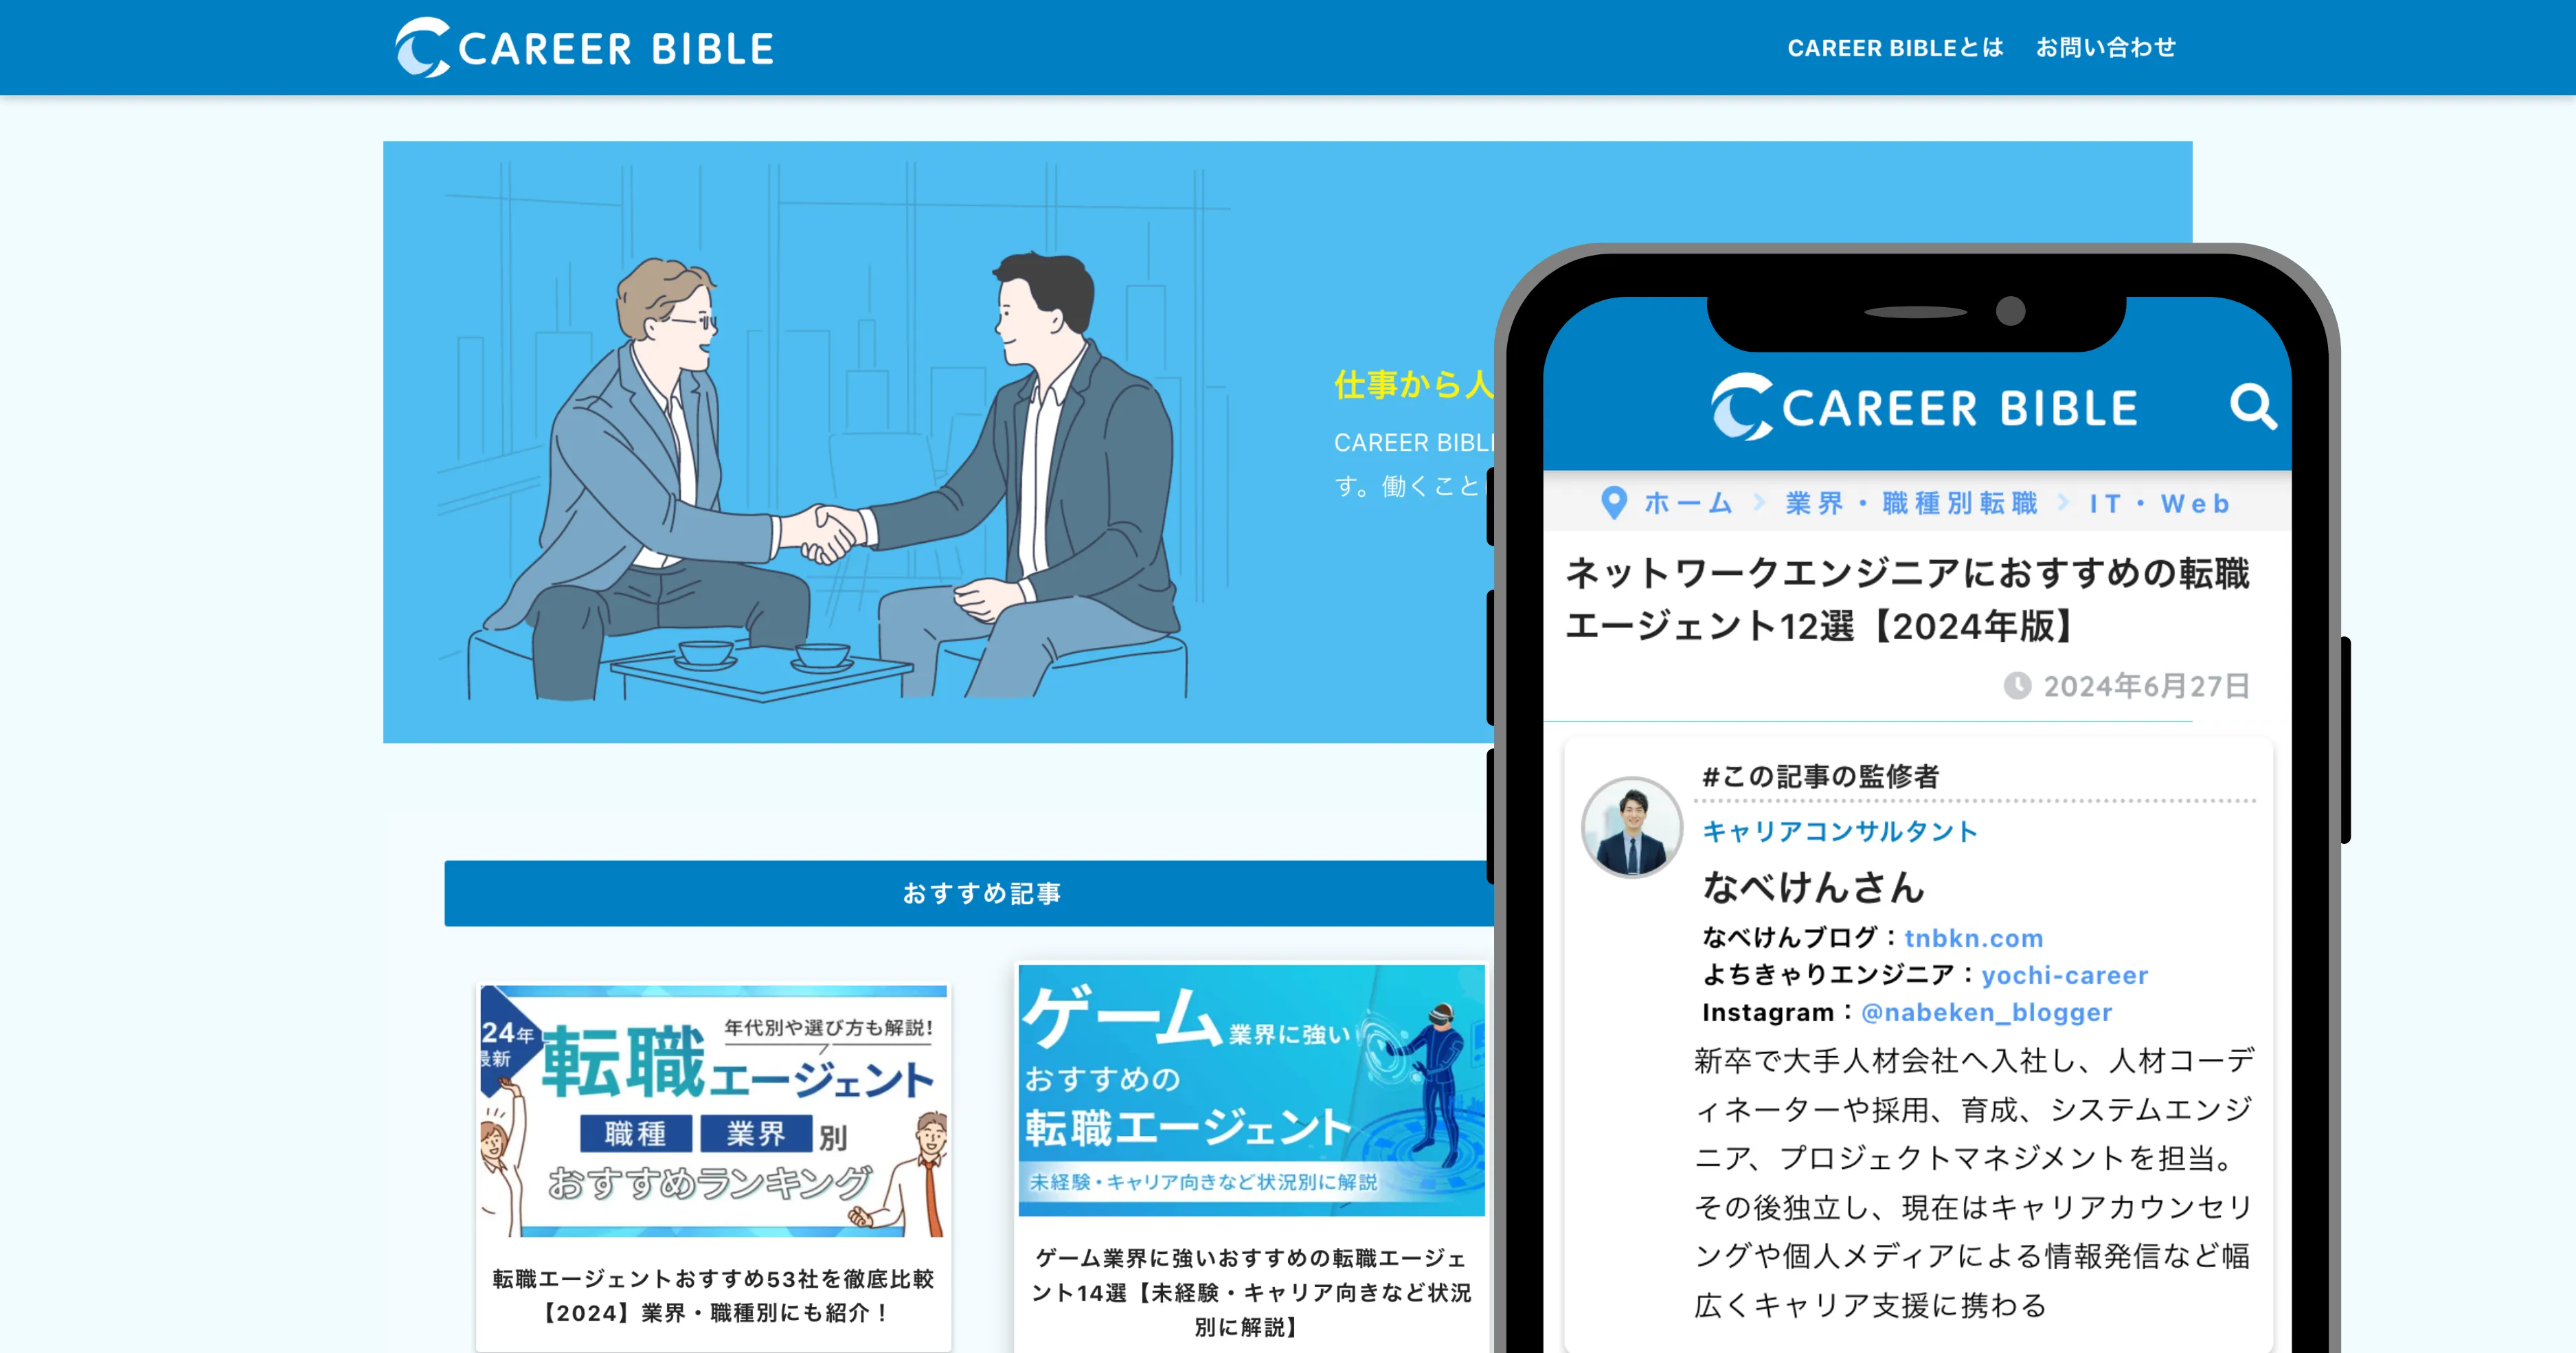 CAREER BIBLE
CAREER BIBLEとは
お問い合わせ
仕事から人
CAREER BIBL
す。働くこと
おすすめ記事
24年
最新
年代別や選び方も解説!
転職エージェント
職種 業界 別
おすすめランキング
転職エージェントおすすめ53社を徹底比較
【2024】業界・職種別にも紹介！
ゲーム業界に強い
おすすめの
転職エージェント
未経験・キャリア向きなど状況別に解説
ゲーム業界に強いおすすめの転職エージェ
ント14選【未経験・キャリア向きなど状況
別に解説】
CAREER BIBLE
ホーム 業界・職種別転職 IT・Web
ネットワークエンジニアにおすすめの転職
エージェント12選【2024年版】
2024年6月27日
#この記事の監修者
キャリアコンサルタント
なべけんさん
なべけんブログ：tnbkn.com
よちきゃりエンジニア：yochi-career
Instagram：@nabeken_blogger
新卒で大手人材会社へ入社し、人材コーデ
ィネーターや採用、育成、システムエンジ
ニア、プロジェクトマネジメントを担当。
その後独立し、現在はキャリアカウンセリ
ングや個人メディアによる情報発信など幅
広くキャリア支援に携わる